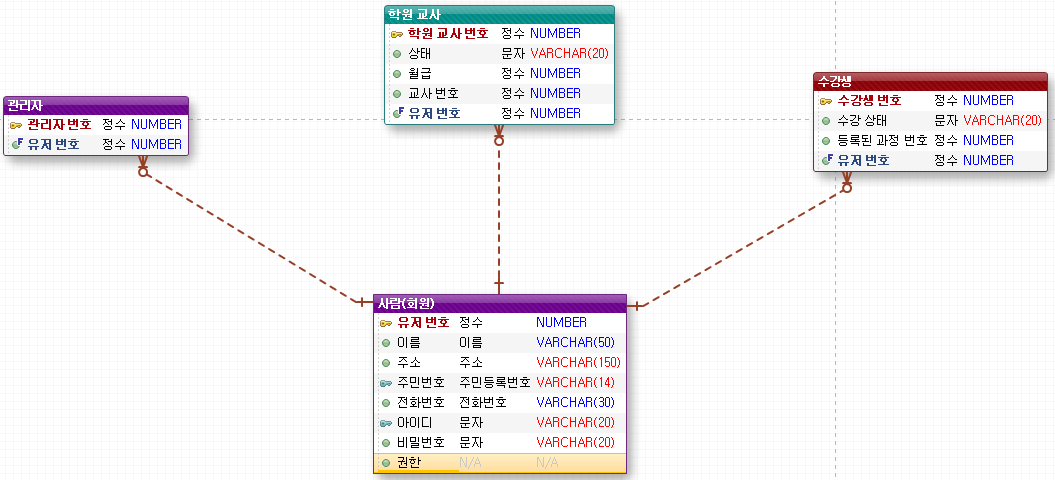 학원 교사
학원 교사 번호 정수 NUMBER
상태 문자 VARCHAR(20)
월급 정수 NUMBER
교사 번호 정수 NUMBER
유저 번호 정수 NUMBER
관리자
관리자 번호 정수 NUMBER
유저 번호 정수 NUMBER
수강생
수강생 번호 정수 NUMBER
수강 상태 문자 VARCHAR(20)
등록된 과정 번호 정수 NUMBER
유저 번호 정수 NUMBER
사람(회원)
유저 번호 정수 NUMBER
이름 이름 VARCHAR(50)
주소 주소 VARCHAR(150)
주민번호 주민등록번호 VARCHAR(14)
전화번호 전화번호 VARCHAR(30)
아이디 문자 VARCHAR(20)
비밀번호 문자 VARCHAR(20)
권한 N/A N/A